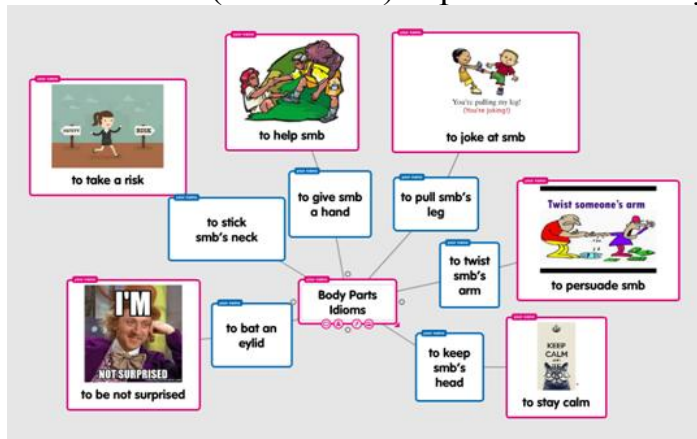 to help smb
You're pulling my leg!
(You're joking!)
to joke at smb
SAFETY
RISK
to take a risk
to give smb
a hand
to pull smb's
leg
to stick
smb's neck
Twist someone's arm
to persuade smb
to twist
smb's
arm
Body Parts
Idioms
I'M
NOT SURPRISED
to be not surprised
to bat an
eylid
to keep
smb's
head
KEEP
CALM
to stay calm